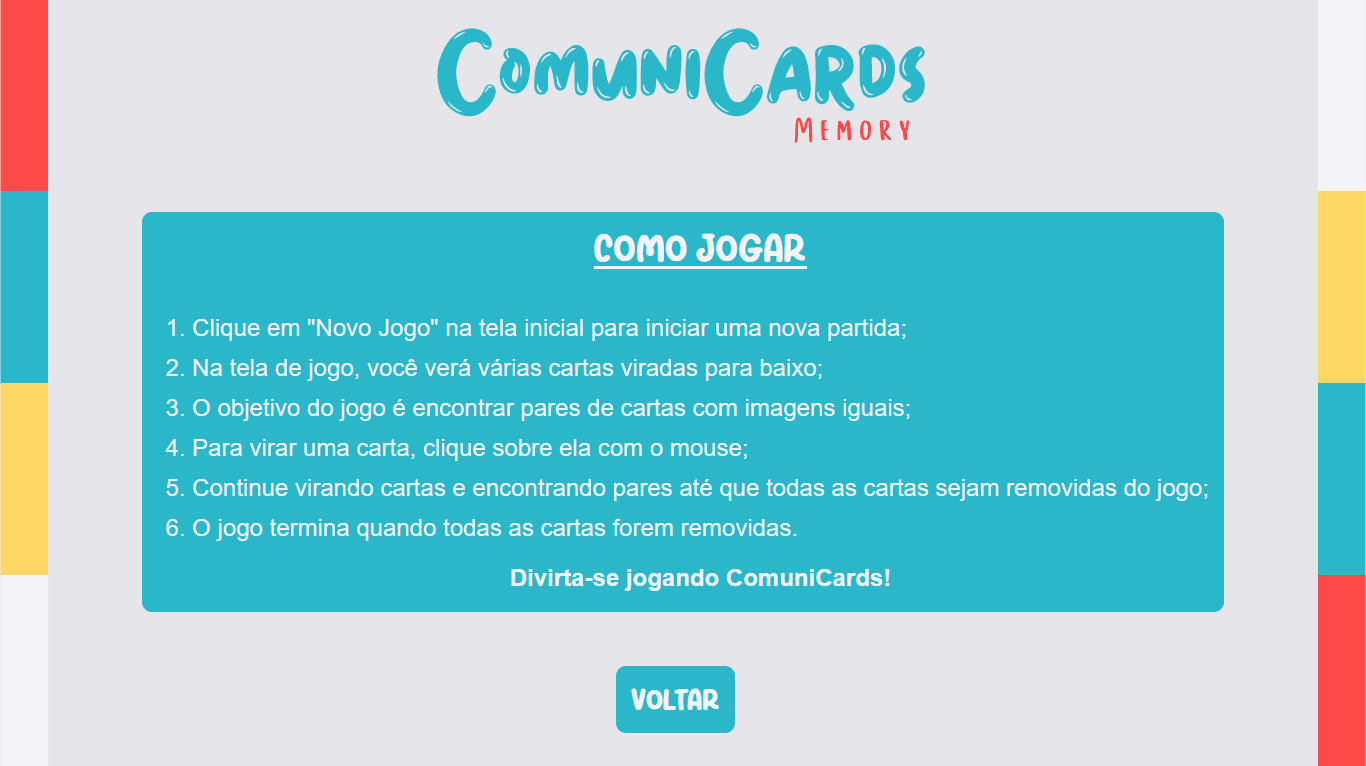 ComuniCards
Memory
COMO JOGAR
1. Clique em "Novo Jogo" na tela inicial para iniciar uma nova partida;
2. Na tela de jogo, você verá várias cartas viradas para baixo;
3. O objetivo do jogo é encontrar pares de cartas com imagens iguais;
4. Para virar uma carta, clique sobre ela com o mouse;
5. Continue virando cartas e encontrando pares até que todas as cartas sejam removidas do jogo;
6. O jogo termina quando todas as cartas forem removidas.
Divirta-se jogando ComuniCards!
VOLTAR